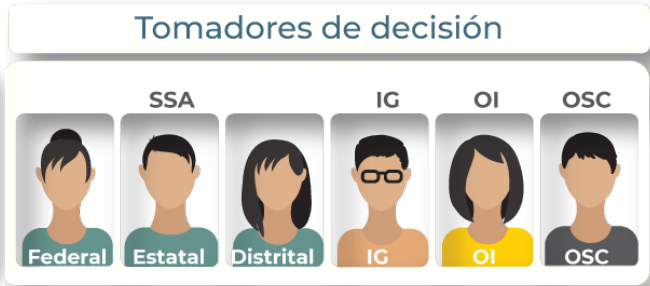 Tomadores de decisión
SSA IG OI OSC
Federal Estatal Distrital IG OI OSC